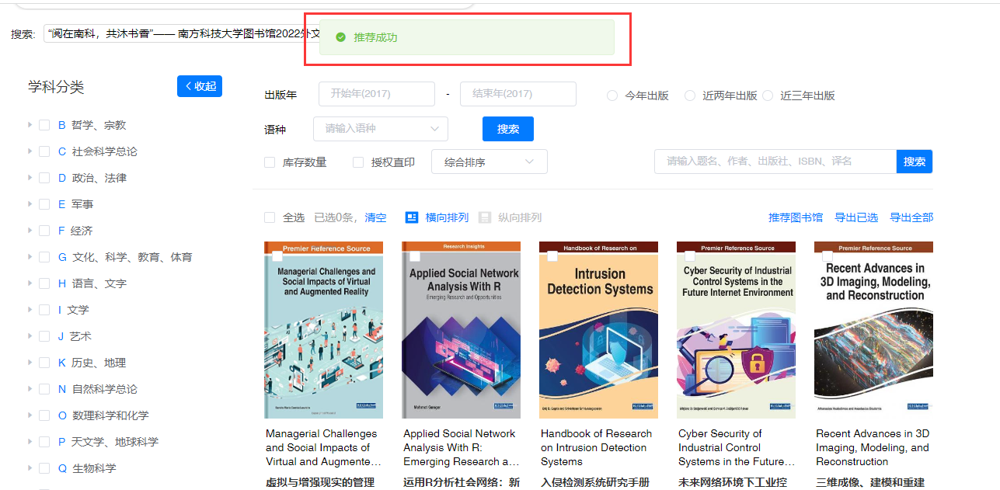 搜索: “阅在南科，共沐书香”—— 南方科技大学图书馆2022外文
推荐成功
学科分类
收起
出版年 开始年(2017) - 结束年(2017) 今年出版 近两年出版 近三年出版
语种 请输入语种 搜索
库存数量 授权直印 综合排序 请输入题名、作者、出版社、ISBN、译名 搜索
B 哲学、宗教
C 社会科学总论
D 政治、法律
E 军事
F 经济
G 文化、科学、教育、体育
H 语言、文字
I 文学
J 艺术
K 历史、地理
N 自然科学总论
O 数理科学和化学
P 天文学、地球科学
Q 生物科学
全选 已选0条， 清空 横向排列 纵向排列 推荐图书馆 导出已选 导出全部
Premier Reference Source
Managerial Challenges and
Social Impacts of Virtual
and Augmented Reality
Research Insights
Applied Social Network
Analysis With R
Emerging Research and Opportunities
Mehmet Gençer
Handbook of Research on
Intrusion
Detection Systems
Premier Reference Source
Cyber Security of Industrial
Control Systems in the
Future Internet Environment
Premier Reference Source
Recent Advances in
3D Imaging, Modeling,
and Reconstruction
Managerial Challenges
and Social Impacts of
Virtual and Augmente...
虚拟与增强现实的管理
Applied Social Network
Analysis With R:
Emerging Research a...
运用R分析社会网络：新
Handbook of Research
on Intrusion Detection
Systems
入侵检测系统研究手册
Cyber Security of
Industrial Control
Systems in the Future...
未来网络环境下工业控
Recent Advances in 3D
Imaging, Modeling, and
Reconstruction
三维成像、建模和重建